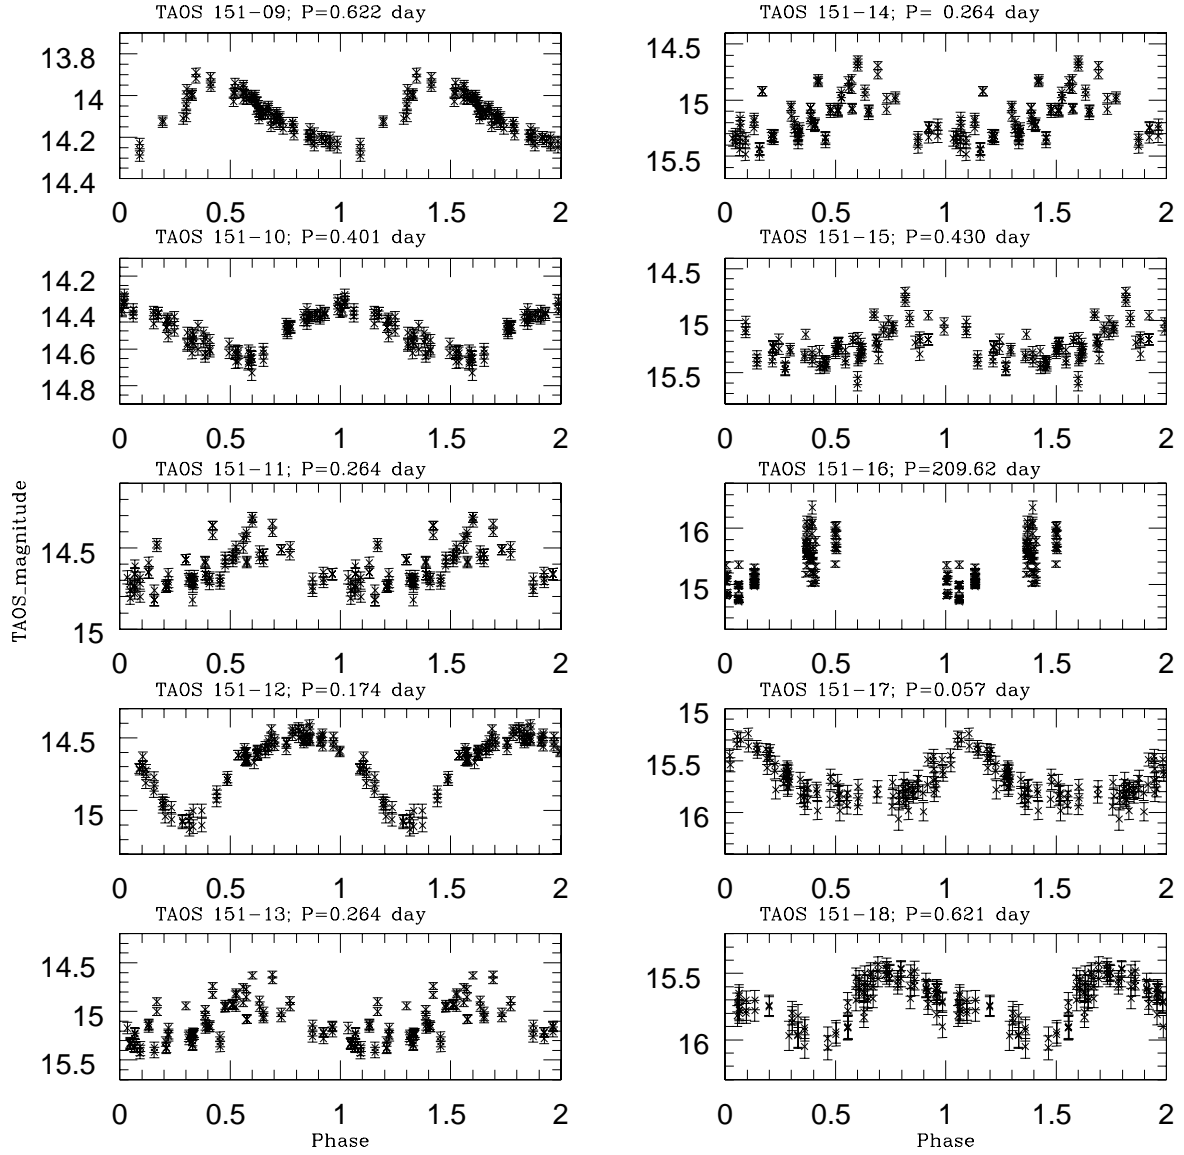 TAOS 151-09; P=0.622 day
13.8
14
14.2
14.4
0 0.5 1 1.5 2
TAOS 151-14; P= 0.264 day
14.5
15
15.5
0 0.5 1 1.5 2
TAOS 151-10; P=0.401 day
14.2
14.4
14.6
14.8
0 0.5 1 1.5 2
TAOS 151-15; P=0.430 day
14.5
15
15.5
0 0.5 1 1.5 2
TAOS_magnitude
TAOS 151-11; P=0.264 day
14.5
15
0 0.5 1 1.5 2
TAOS 151-16; P=209.62 day
16
15
0 0.5 1 1.5 2
TAOS 151-12; P=0.174 day
14.5
15
0 0.5 1 1.5 2
TAOS 151-17; P=0.057 day
15
15.5
16
0 0.5 1 1.5 2
TAOS 151-13; P=0.264 day
14.5
15
15.5
0 0.5 1 1.5 2
Phase
TAOS 151-18; P=0.621 day
15.5
16
0 0.5 1 1.5 2
Phase